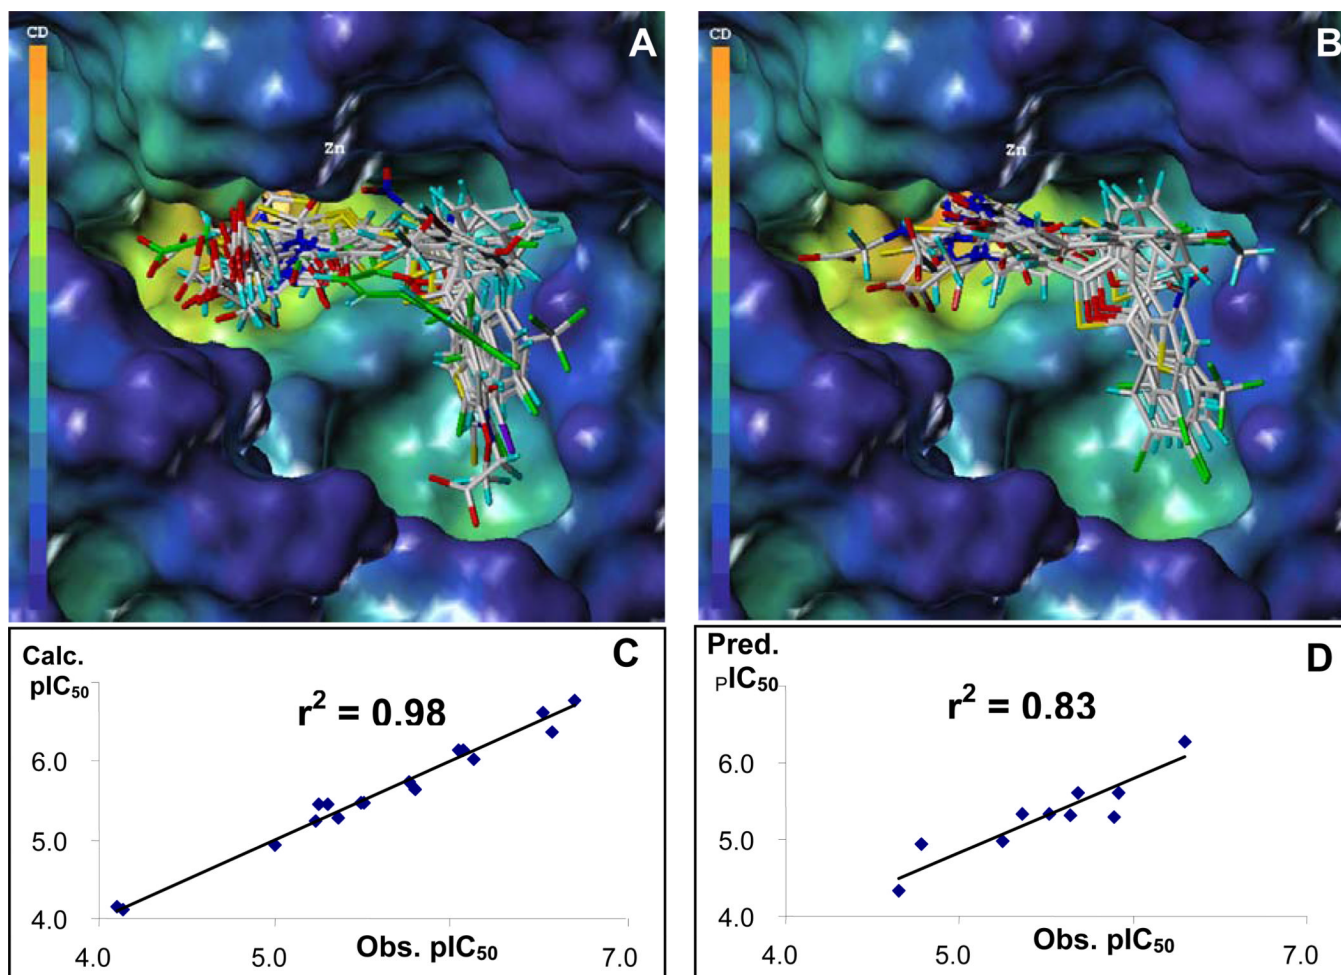 CD
A
Zn
CD
B
Zn
Calc.
pIC₅₀
C
r² = 0.98
6.0
5.0
4.0
4.0
5.0
Obs. pIC₅₀
7.0
Pred.
pIC₅₀
D
r² = 0.83
6.0
5.0
4.0
4.0
5.0
Obs. pIC₅₀
7.0